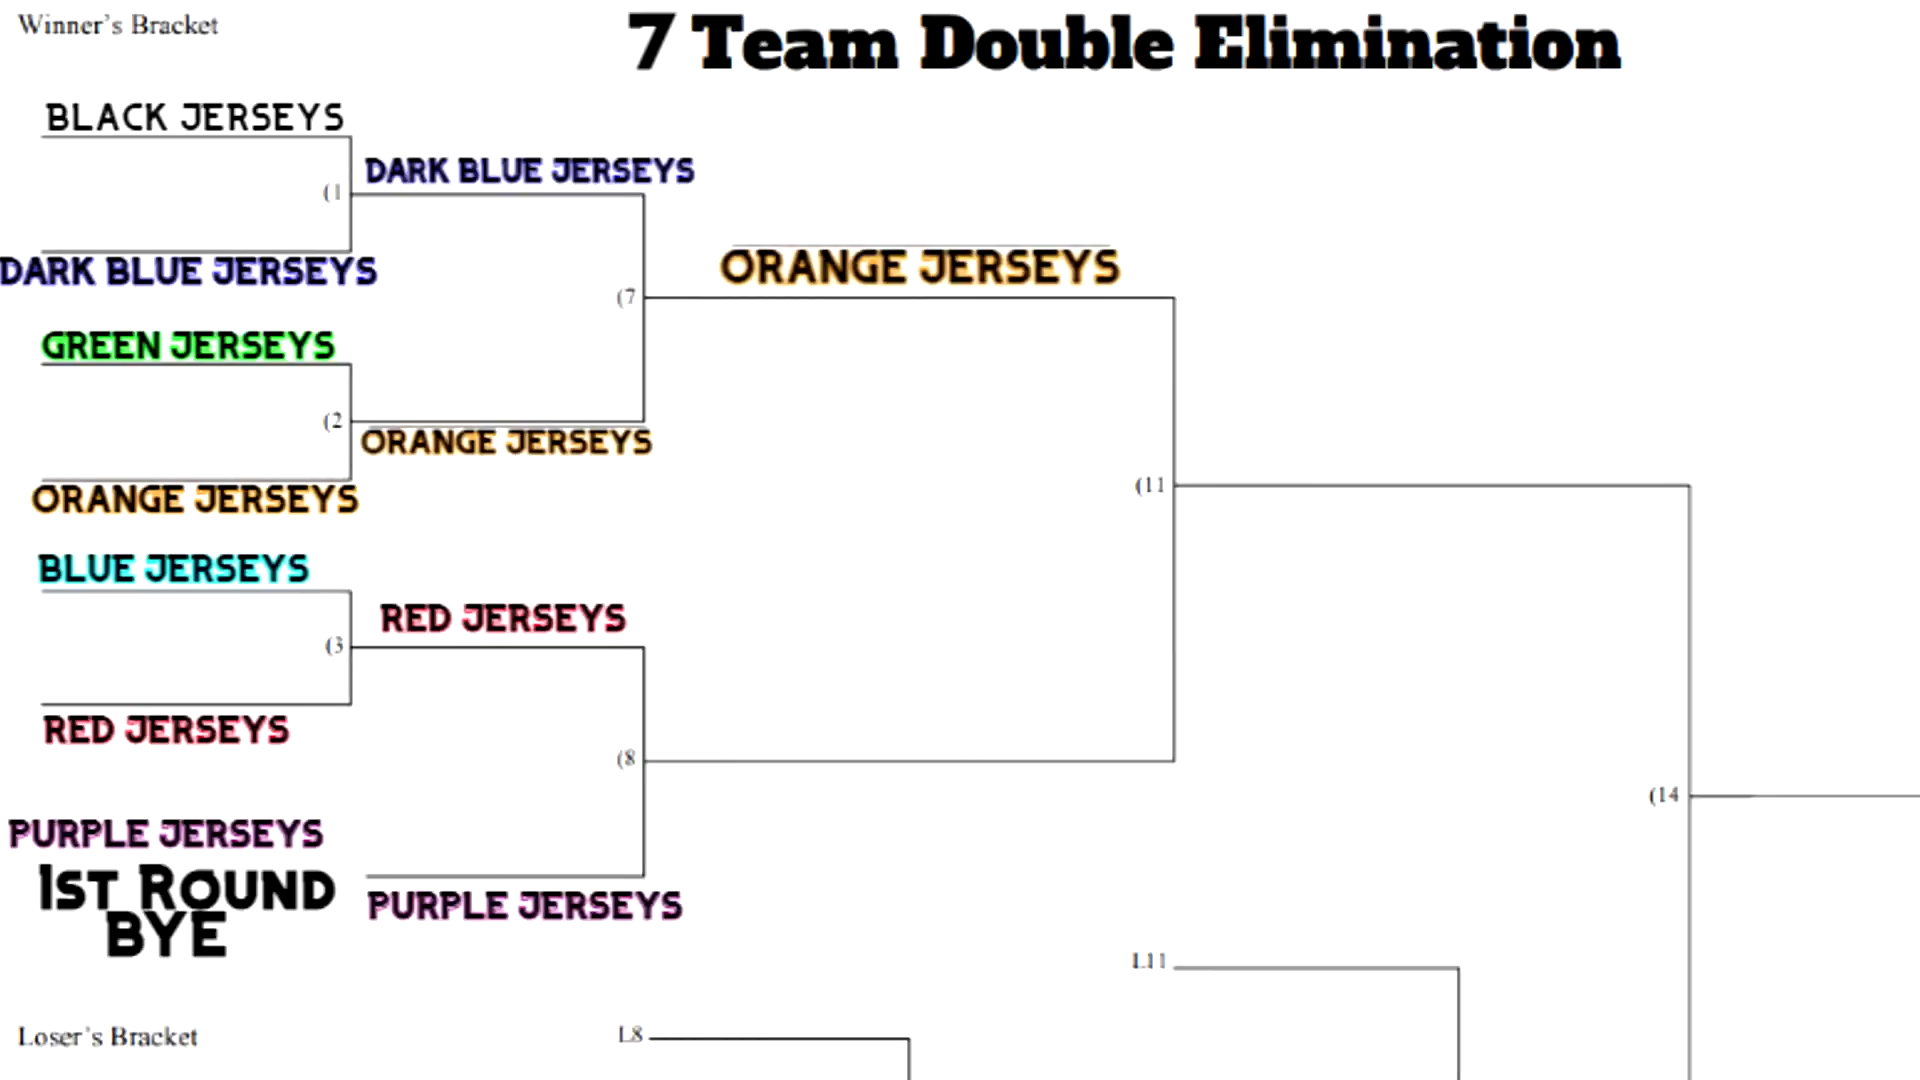 Winner's Bracket
7 Team Double Elimination
BLACK JERSEYS
(1
DARK BLUE JERSEYS
DARK BLUE JERSEYS
GREEN JERSEYS
(2
ORANGE JERSEYS
ORANGE JERSEYS
(7
ORANGE JERSEYS
BLUE JERSEYS
(3
RED JERSEYS
RED JERSEYS
(8
PURPLE JERSEYS
1ST ROUND
BYE
PURPLE JERSEYS
(11
(14
L11
Loser's Bracket
L8